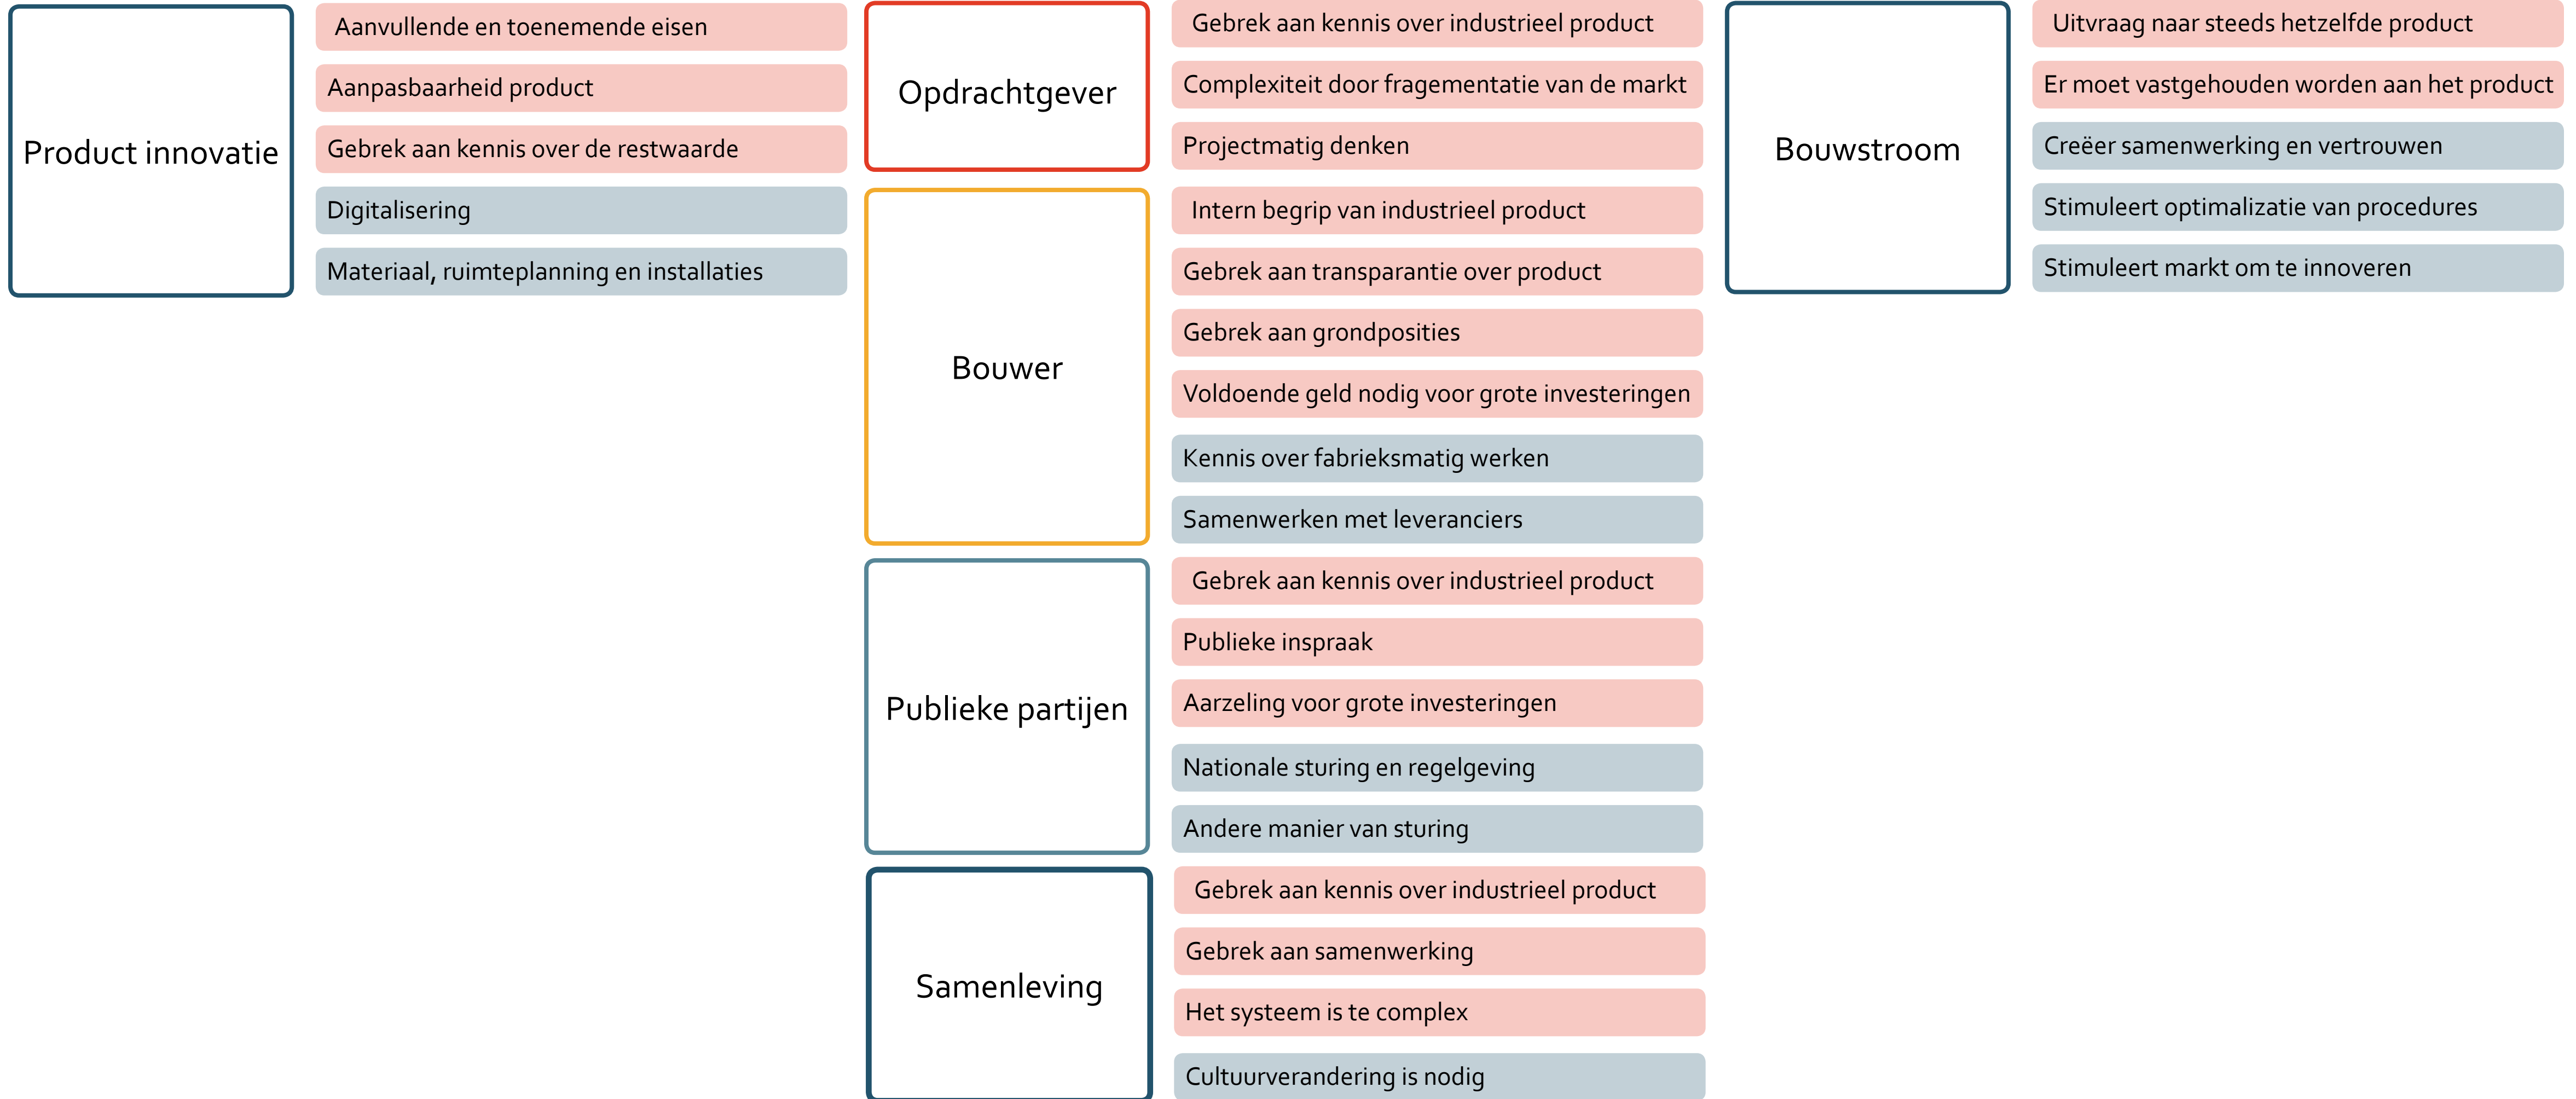 Product innovatie
Aanvullende en toenemende eisen
Aanpasbaarheid product
Gebrek aan kennis over de restwaarde
Digitalisering
Materiaal, ruimteplanning en installaties
Opdrachtgever
Gebrek aan kennis over industrieel product
Complexiteit door fragementatie van de markt
Projectmatig denken
Bouwer
Intern begrip van industrieel product
Gebrek aan transparantie over product
Gebrek aan grondposities
Voldoende geld nodig voor grote investeringen
Kennis over fabrieksmatig werken
Samenwerken met leveranciers
Publieke partijen
Gebrek aan kennis over industrieel product
Publieke inspraak
Aarzeling voor grote investeringen
Nationale sturing en regelgeving
Andere manier van sturing
Samenleving
Gebrek aan kennis over industrieel product
Gebrek aan samenwerking
Het systeem is te complex
Cultuurverandering is nodig
Bouwstroom
Uitvraag naar steeds hetzelfde product
Er moet vastgehouden worden aan het product
Creëer samenwerking en vertrouwen
Stimuleert optimalizatie van procedures
Stimuleert markt om te innoveren